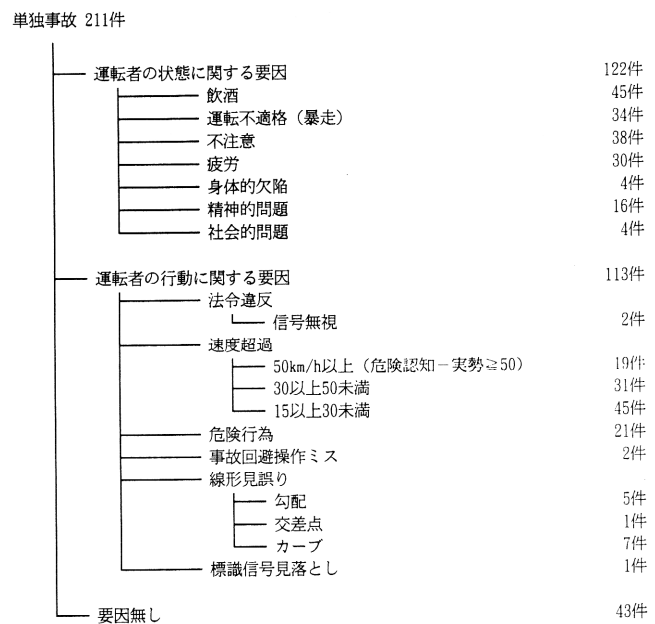 単独事故 211件
運転者の状態に関する要因 122件
飲酒 45件
運転不適格（暴走） 34件
不注意 38件
疲労 30件
身体的欠陥 4件
精神的問題 16件
社会的問題 4件
運転者の行動に関する要因 113件
法令違反
信号無視 2件
速度超過
50km/h以上（危険認知－実勢≧50） 19件
30以上50未満 31件
15以上30未満 45件
危険行為 21件
事故回避操作ミス 2件
線形見誤り
勾配 5件
交差点 1件
カーブ 7件
標識信号見落とし 1件
要因無し 43件